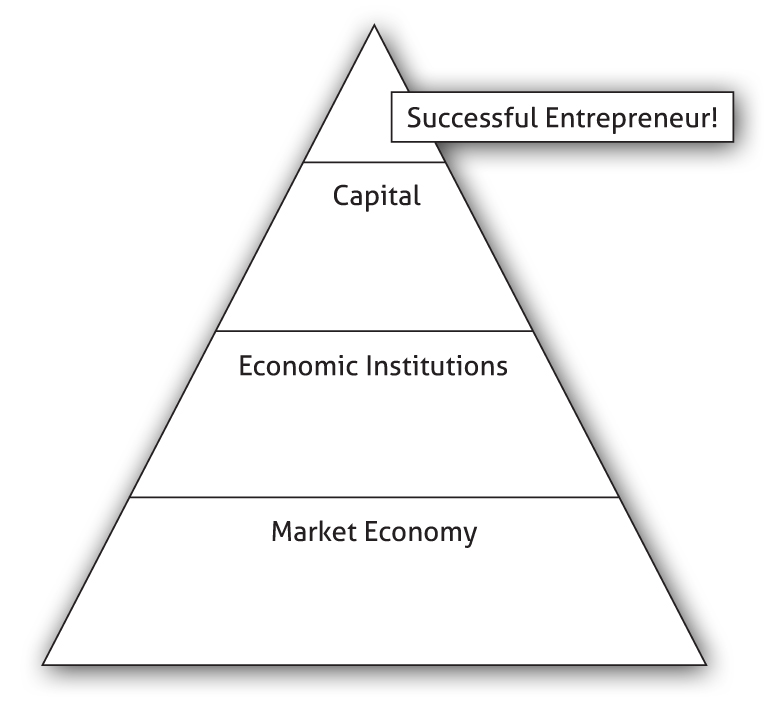 Successful Entrepreneur!
Capital
Economic Institutions
Market Economy